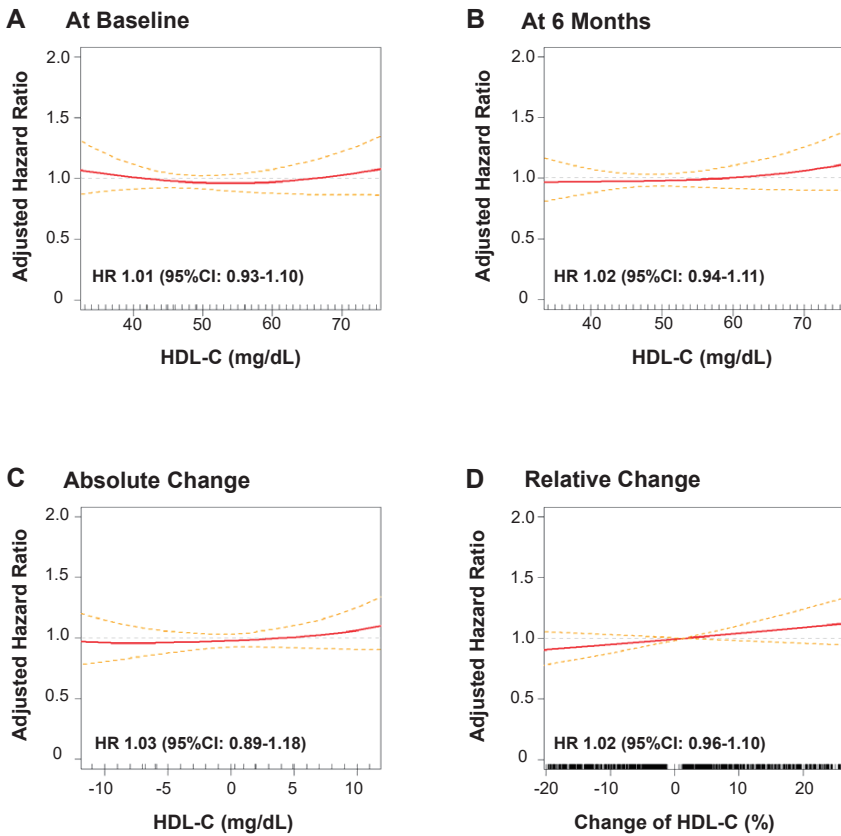 A At Baseline
Adjusted Hazard Ratio
2.0
1.5
1.0
0.5
0
HR 1.01 (95%CI: 0.93-1.10)
40 50 60 70
HDL-C (mg/dL)
B At 6 Months
Adjusted Hazard Ratio
2.0
1.5
1.0
0.5
0
HR 1.02 (95%CI: 0.94-1.11)
40 50 60 70
HDL-C (mg/dL)
C Absolute Change
Adjusted Hazard Ratio
2.0
1.5
1.0
0.5
0
HR 1.03 (95%CI: 0.89-1.18)
-10 -5 0 5 10
HDL-C (mg/dL)
D Relative Change
Adjusted Hazard Ratio
2.0
1.5
1.0
0.5
0
HR 1.02 (95%CI: 0.96-1.10)
-20 -10 0 10 20
Change of HDL-C (%)